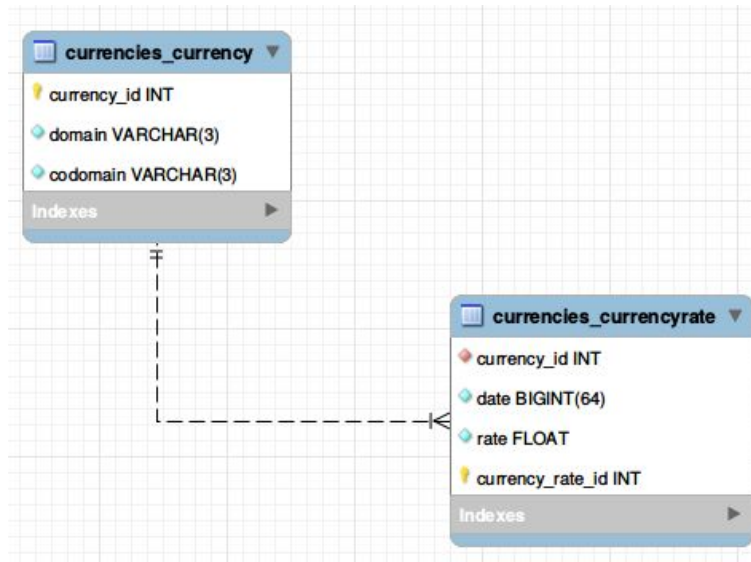 currencies_currency
currency_id INT
domain VARCHAR(3)
codomain VARCHAR(3)
Indexes
currencies_currencyrate
currency_id INT
date BIGINT(64)
rate FLOAT
currency_rate_id INT
Indexes